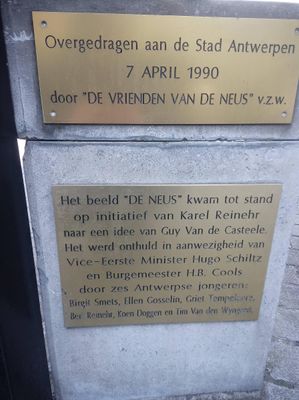 Overgedragen aan de Stad Antwerpen
7 APRIL 1990
door "DE VRIENDEN VAN DE NEUS" v.z.w.
Het beeld "DE NEUS" kwam tot stand
op initiatief van Karel Reinehr
naar een idee van Guy Van de Casteele.
Het werd onthuld in aanwezigheid van
Vice-Eerste Minister Hugo Schiltz
en Burgemeester H.B. Cools
door zes Antwerpse jongeren:
Birgit Smets, Ellen Gosselin, Griet Tempelaere,
Ben Reinehr, Koen Doggen en Tim Van den Wyngaert.